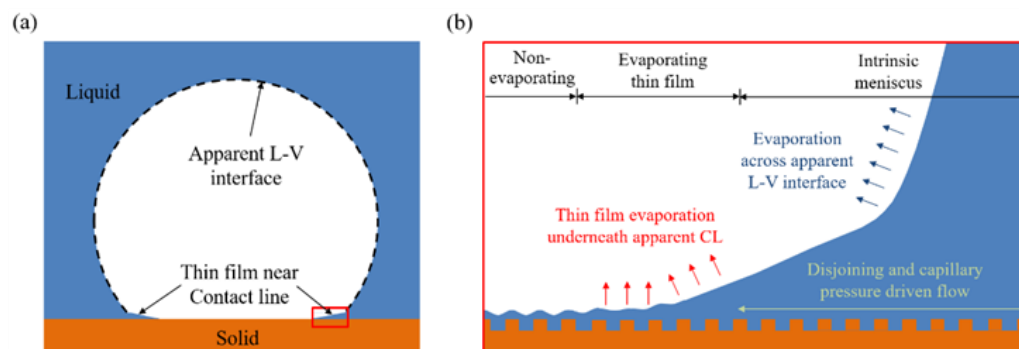 (a)
Liquid
Apparent L-V
interface
Thin film near
Contact line
Solid
(b)
Non-
evaporating
Evaporating
thin film
Intrinsic
meniscus
Evaporation
across apparent
L-V interface
Thin film evaporation
underneath apparent CL
Disjoining and capillary
pressure driven flow